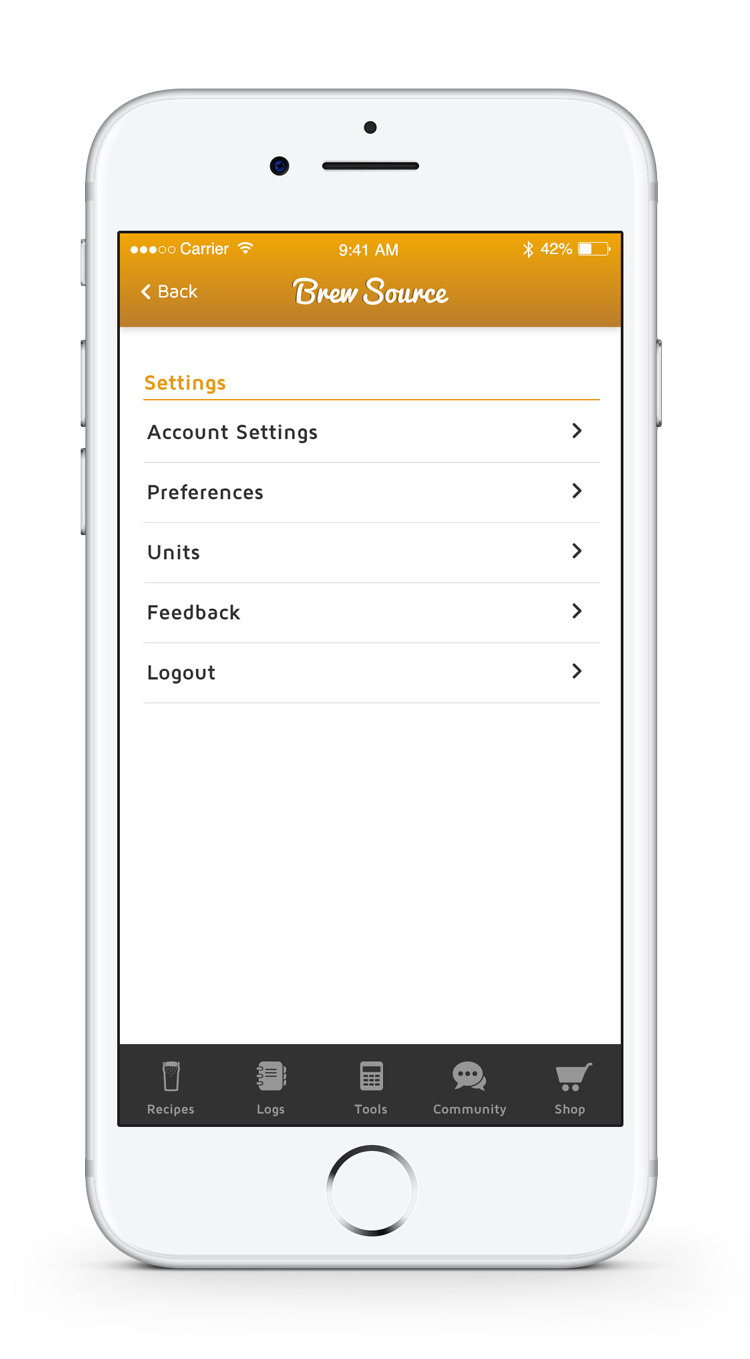 Carrier 9:41 AM 42%
Back Brew Source
Settings
Account Settings
Preferences
Units
Feedback
Logout
Recipes Logs Tools Community Shop